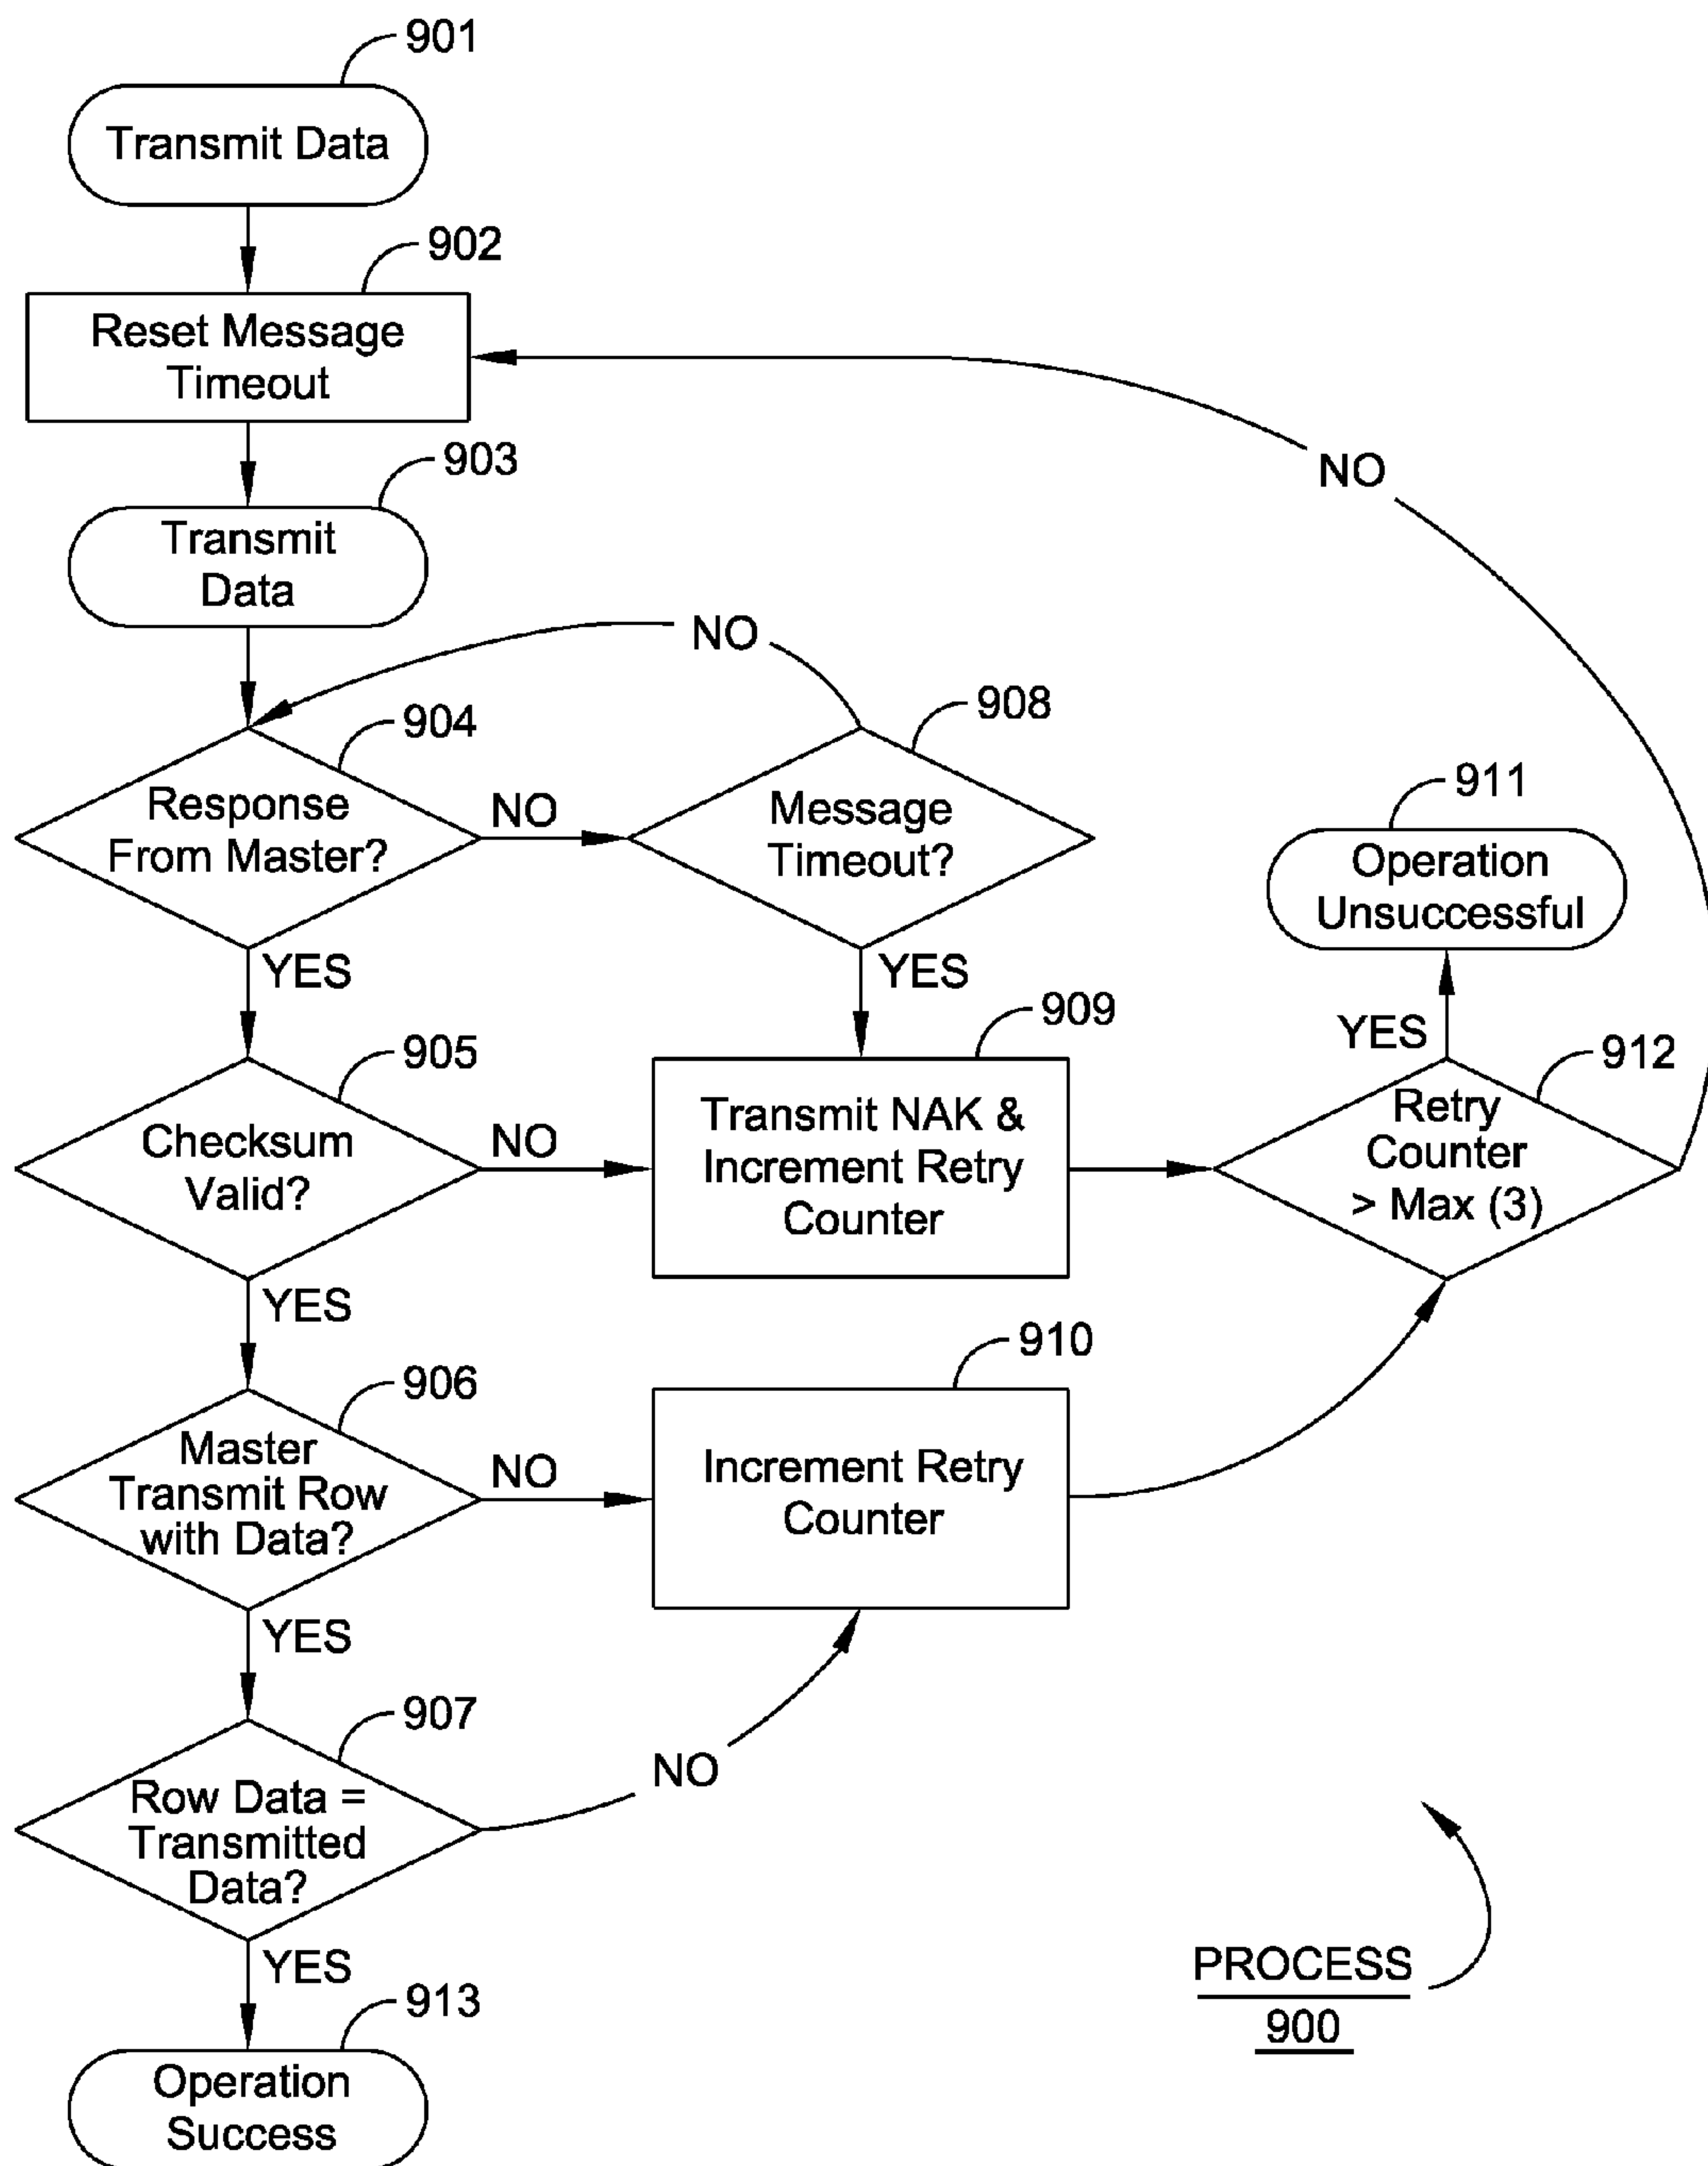 901
Transmit Data
902
Reset Message
Timeout
903
Transmit
Data
NO
NO
904
Response
From Master?
NO
908
Message
Timeout?
911
Operation
Unsuccessful
YES
YES
YES
905
Checksum
Valid?
NO
909
Transmit NAK &
Increment Retry
Counter
912
Retry
Counter
> Max (3)
YES
906
Master
Transmit Row
with Data?
NO
910
Increment Retry
Counter
YES
907
Row Data =
Transmitted
Data?
NO
YES
913
Operation
Success
PROCESS
900